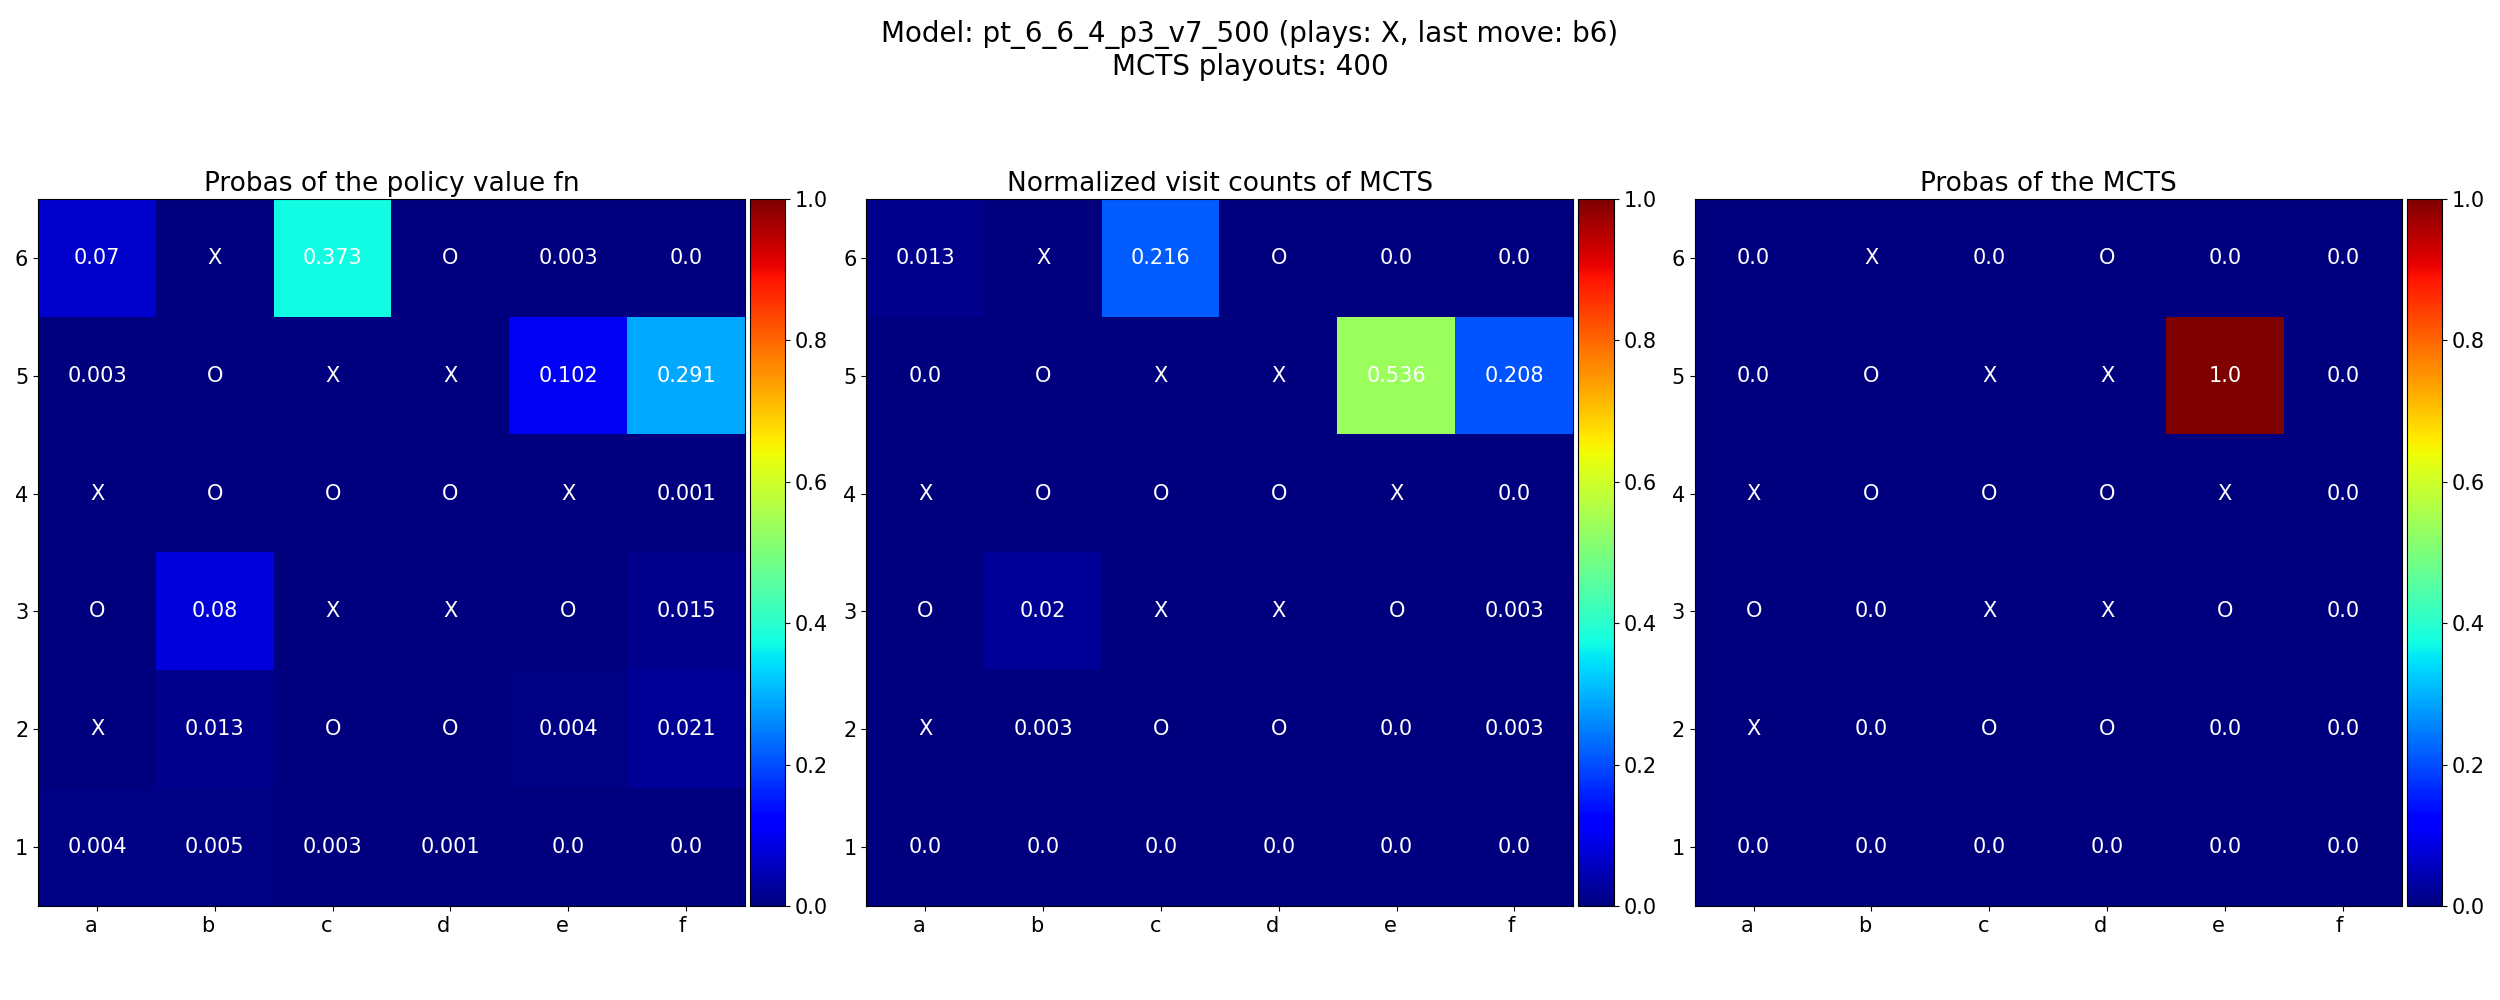 Model: pt_6_6_4_p3_v7_500 (plays: X, last move: b6)
MCTS playouts: 400
Probas of the policy value fn
6 0.07 X 0.373 O 0.003 0.0
5 0.003 O X X 0.102 0.291
4 X O O O X 0.001
3 O 0.08 X X O 0.015
2 X 0.013 O O 0.004 0.021
1 0.004 0.005 0.003 0.001 0.0 0.0
a b c d e f
1.0
0.8
0.6
0.4
0.2
0.0
Normalized visit counts of MCTS
6 0.013 X 0.216 O 0.0 0.0
5 0.0 O X X 0.536 0.208
4 X O O O X 0.0
3 O 0.02 X X O 0.003
2 X 0.003 O O 0.0 0.003
1 0.0 0.0 0.0 0.0 0.0 0.0
a b c d e f
1.0
0.8
0.6
0.4
0.2
0.0
Probas of the MCTS
6 0.0 X 0.0 O 0.0 0.0
5 0.0 O X X 1.0 0.0
4 X O O O X 0.0
3 O 0.0 X X O 0.0
2 X 0.0 O O 0.0 0.0
1 0.0 0.0 0.0 0.0 0.0 0.0
a b c d e f
1.0
0.8
0.6
0.4
0.2
0.0